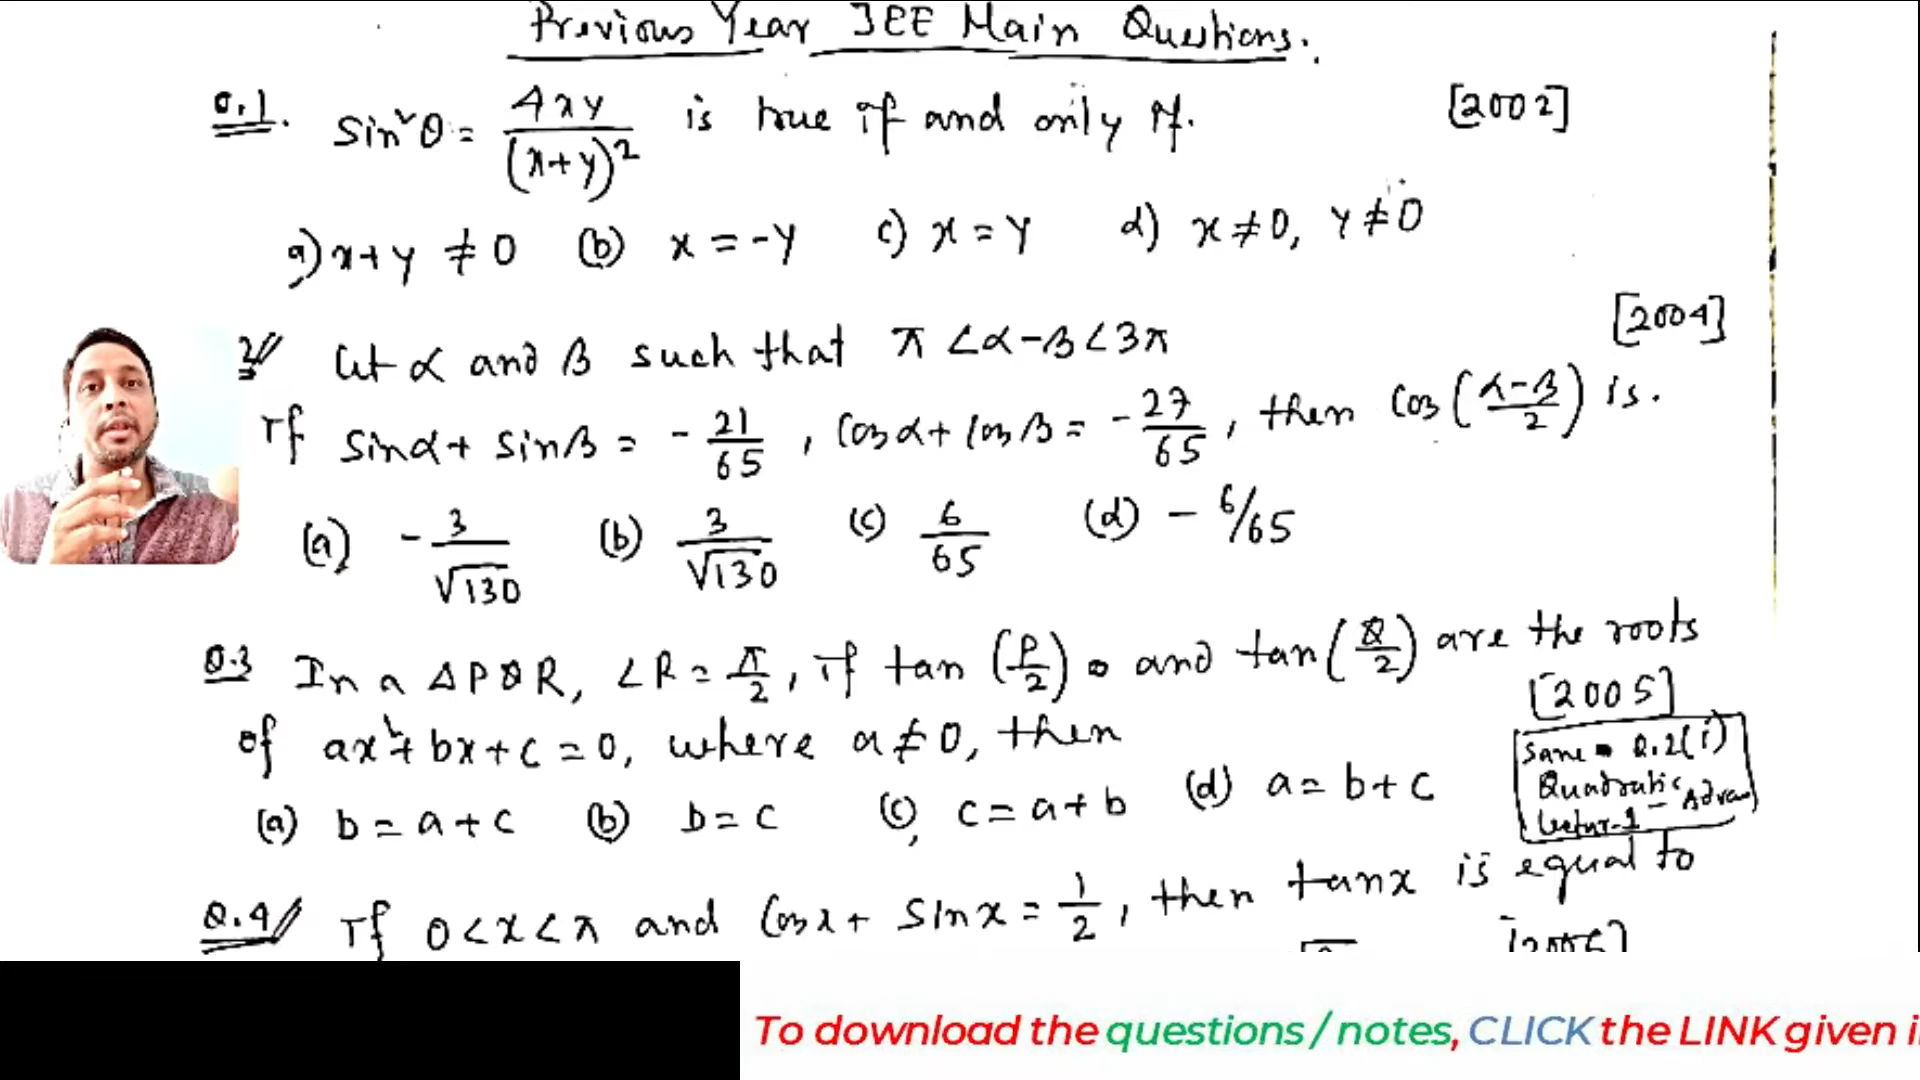 Previous Year JEE Main Questions.
Q.1. sin²θ = 4xy/(x+y)² is true if and only if. [2002]
a) x+y ≠ 0 (b) x = -y c) x = y d) x ≠ 0, y ≠ 0
2 let α and β such that π < α-β < 3π [2004]
If sinα + sinβ = -21/65, cosα + cosβ = -27/65, then cos((α-β)/2) is.
(a) -3/√130 (b) 3/√130 (c) 6/65 (d) -6/65
Q.3 In a △PQR, ∠R = π/2, if tan(P/2) and tan(Q/2) are the roots
of ax²+bx+c=0, where a≠0, then [2005]
(a) b = a+c (b) b=c (c) c = a+b (d) a = b+c
Same Q.2(i)
Quadratic
Lectur-1 - Advan
Q.4 If 0<x<π and cosx + sinx = 1/2, then tanx is equal to
[2006]
To download the questions / notes, CLICK the LINK given i